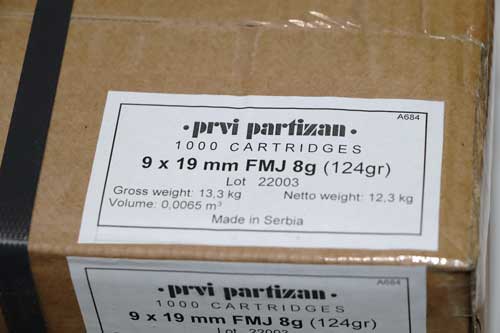 A684
• prvi partizan •
1000 CARTRIDGES
9 x 19 mm FMJ 8g (124gr)
Lot 22003
Gross weight: 13,3 kg Netto weight: 12,3 kg
Volume: 0,0065 m³
Made in Serbia
A684
• prvi partizan •
1000 CARTRIDGES
9 x 19 mm FMJ 8g (124gr)
Lot 22003